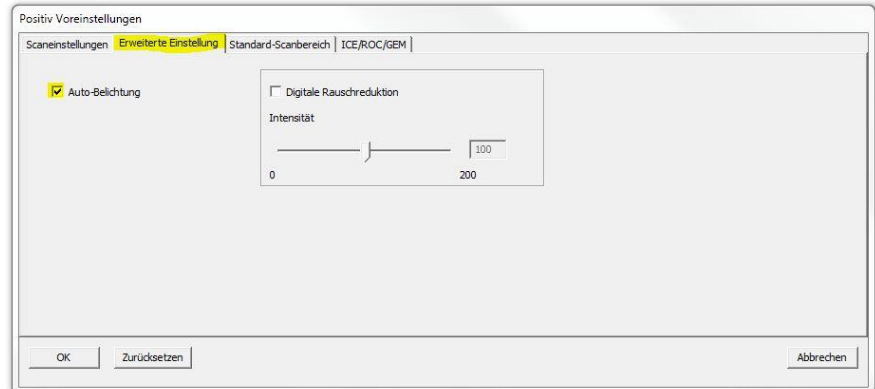 Positiv Voreinstellungen
Scaneinstellungen Erweiterte Einstellung Standard-Scanbereich ICE/ROC/GEM
Auto-Belichtung
Digitale Rauschreduktion
Intensität
100
0 200
OK Zurücksetzen Abbrechen